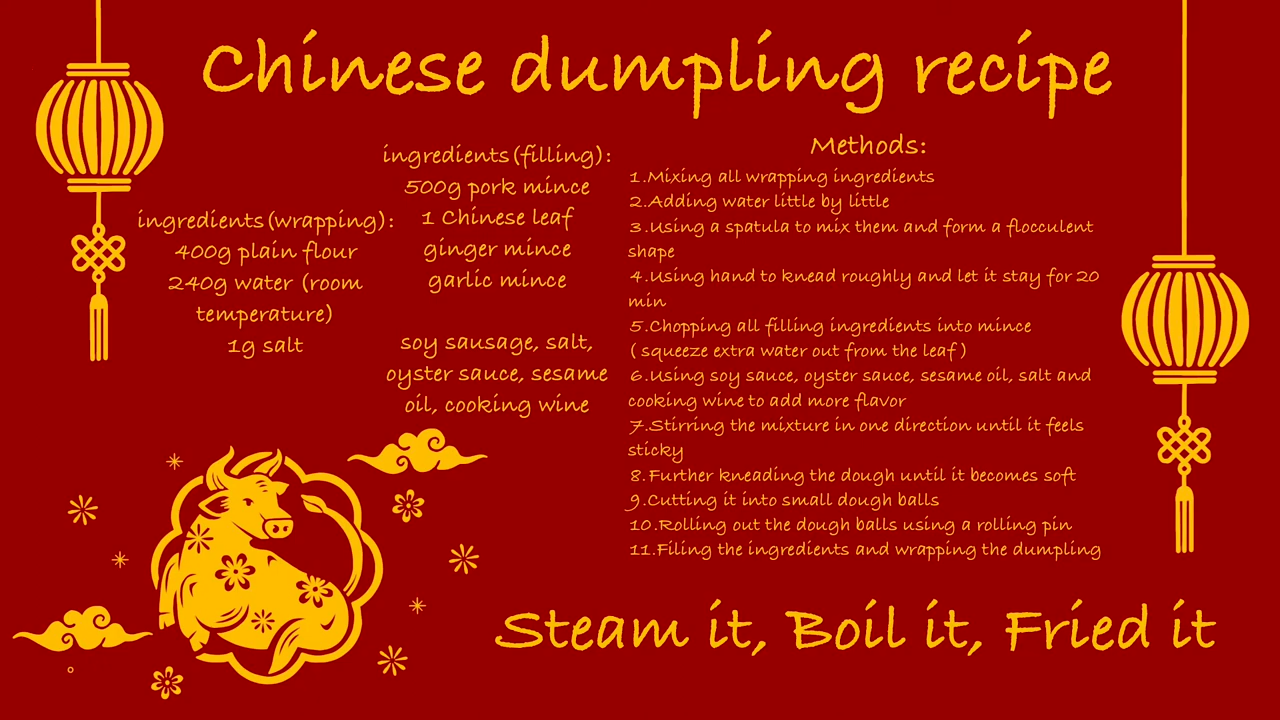 Chinese dumpling recipe
ingredients(wrapping):
400g plain flour
240g water (room
temperature)
1g salt
ingredients(filling):
500g pork mince
1 Chinese leaf
ginger mince
garlic mince
soy sausage, salt,
oyster sauce, sesame
oil, cooking wine
Methods:
1.Mixing all wrapping ingredients
2.Adding water little by little
3.Using a spatula to mix them and form a flocculent
shape
4.Using hand to knead roughly and let it stay for 20
min
5.Chopping all filling ingredients into mince
( squeeze extra water out from the leaf )
6.Using soy sauce, oyster sauce, sesame oil, salt and
cooking wine to add more flavor
7.Stirring the mixture in one direction until it feels
sticky
8.Further kneading the dough until it becomes soft
9.Cutting it into small dough balls
10.Rolling out the dough balls using a rolling pin
11.Filing the ingredients and wrapping the dumpling
Steam it, Boil it, Fried it